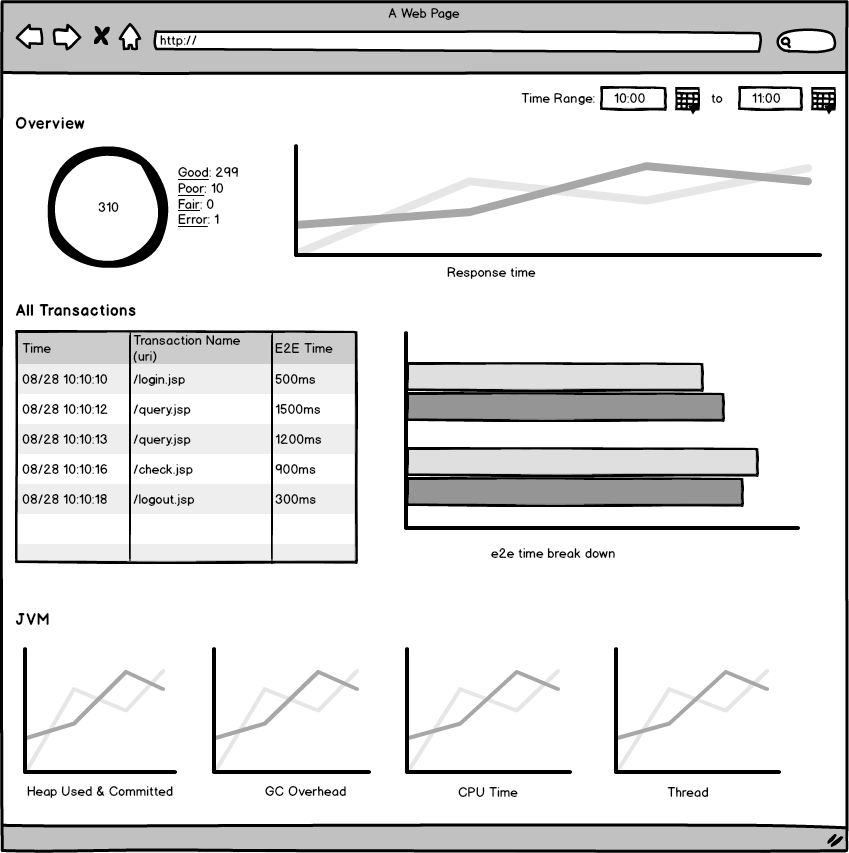 A Web Page
http://
Time Range: 10:00 to 11:00
Overview
310
Good: 299
Poor: 10
Fair: 0
Error: 1
Response time
All Transactions
Time Transaction Name (uri) E2E Time
08/28 10:10:10 /login.jsp 500ms
08/28 10:10:12 /query.jsp 1500ms
08/28 10:10:13 /query.jsp 1200ms
08/28 10:10:16 /check.jsp 900ms
08/28 10:10:18 /logout.jsp 300ms
e2e time break down
JVM
Heap Used & Committed GC Overhead CPU Time Thread